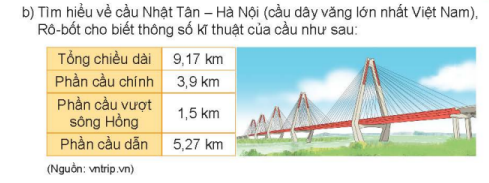 b) Tìm hiểu về cầu Nhật Tân – Hà Nội (cầu dây văng lớn nhất Việt Nam),
Rô-bốt cho biết thông số kĩ thuật của cầu như sau:
Tổng chiều dài 9,17 km
Phần cầu chính 3,9 km
Phần cầu vượt
sông Hồng 1,5 km
Phần cầu dẫn 5,27 km
(Nguồn: vntrip.vn)